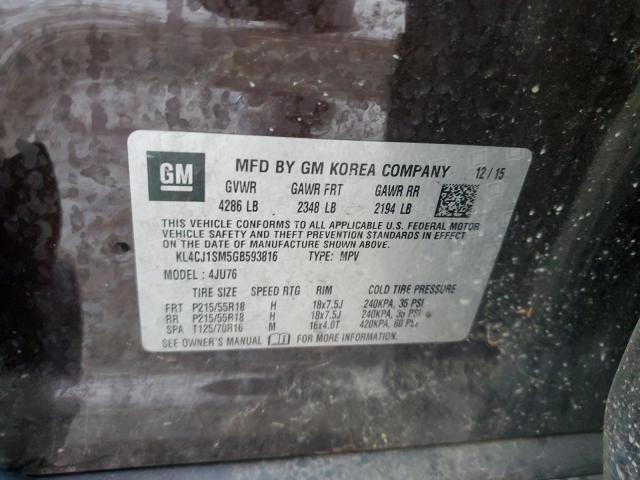 GM MFD BY GM KOREA COMPANY 12/15
GVWR GAWR FRT GAWR RR
4286 LB 2348 LB 2194 LB
THIS VEHICLE CONFORMS TO ALL APPLICABLE U.S. FEDERAL MOTOR
VEHICLE SAFETY AND THEFT PREVENTION STANDARDS IN EFFECT
ON THE DATE OF MANUFACTURE SHOWN ABOVE.
KL4CJ1SM5GB593816 TYPE: MPV
MODEL: 4JU76
TIRE SIZE SPEED RTG RIM COLD TIRE PRESSURE
FRT P215/55R18 H 18x7.5J 240KPA, 35 PSI
RR P215/55R18 H 18x7.5J 240KPA, 35 PSI
SPA T125/70R16 M 16x4.0T 420KPA, 60 PSI
SEE OWNER'S MANUAL FOR MORE INFORMATION.